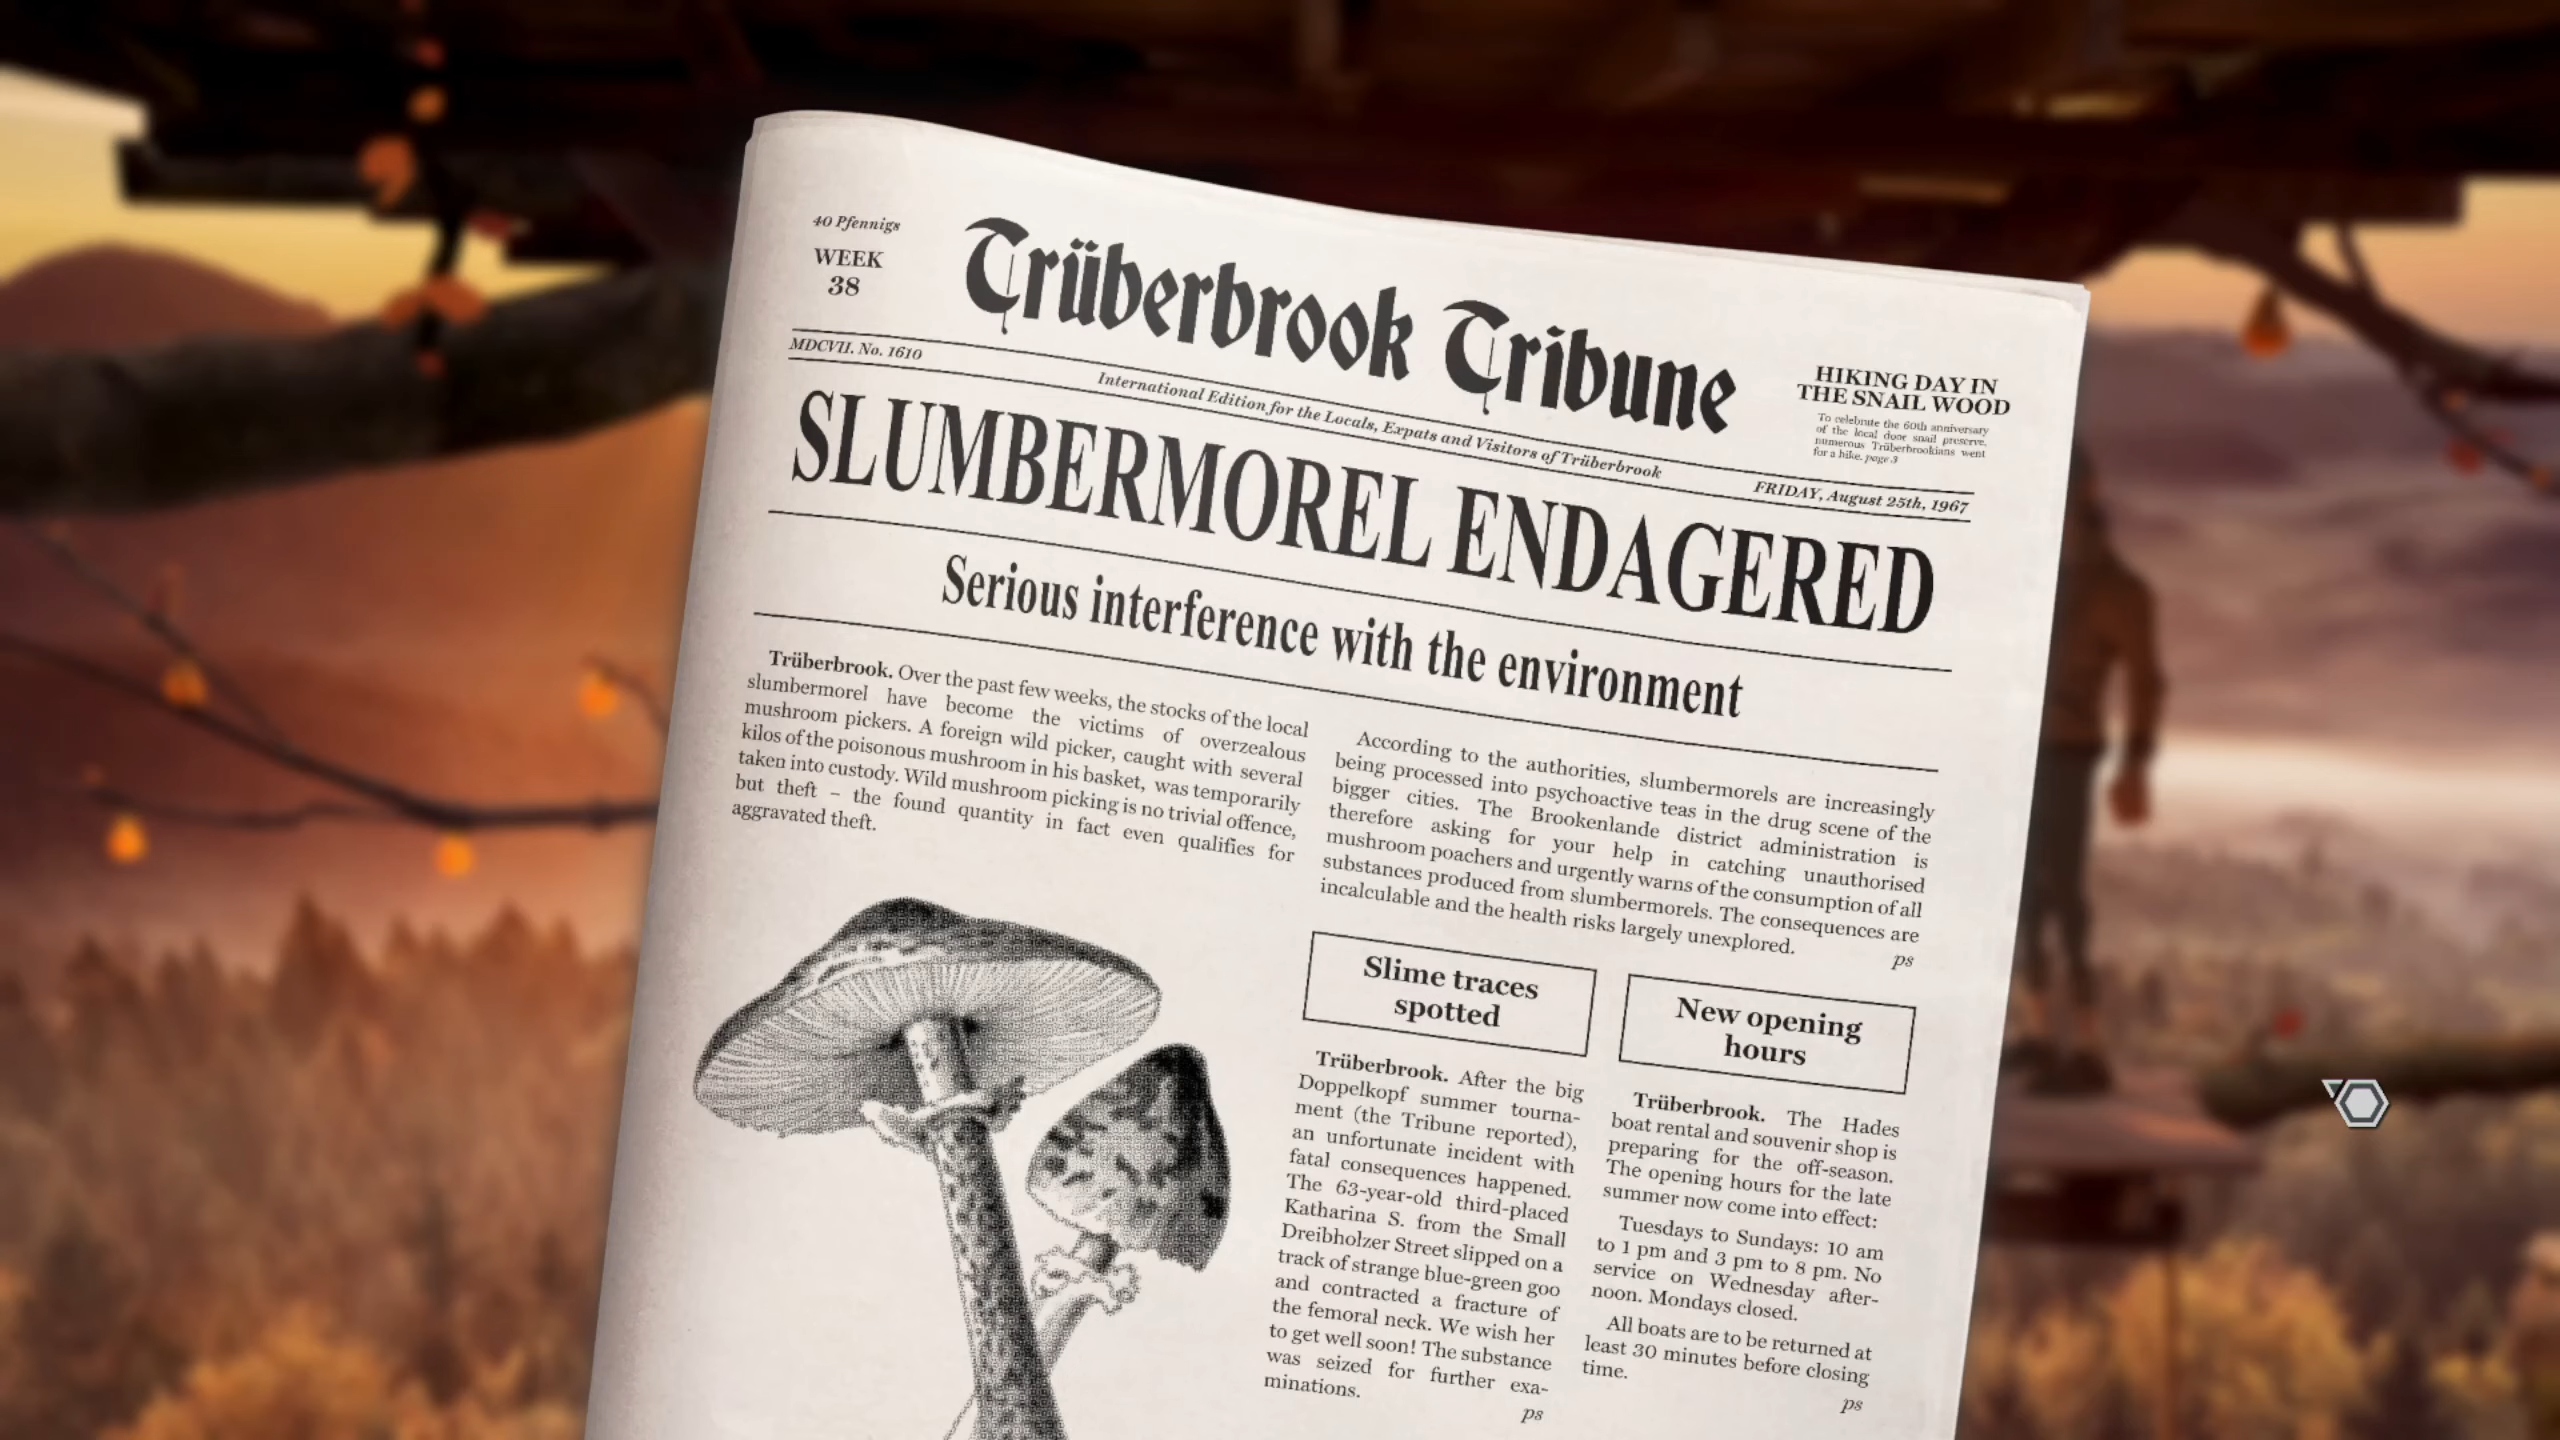 40 Pfennigs
WEEK
38
Trüberbrook Tribune
HIKING DAY IN
THE SNAIL WOOD
To celebrate the 60th anniversary
of the local door snail preserve,
numerous Trüberbrookians went
for a hike. page 3
MDCVII. No. 1610
International Edition for the Locals, Expats and Visitors of Trüberbrook
FRIDAY, August 25th, 1967
SLUMBERMOREL ENDAGERED
Serious interference with the environment
Trüberbrook. Over the past few weeks, the stocks of the local
slumbermorel have become the victims of overzealous
mushroom pickers. A foreign wild picker, caught with several
kilos of the poisonous mushroom in his basket, was temporarily
taken into custody. Wild mushroom picking is no trivial offence,
but theft – the found quantity in fact even qualifies for
aggravated theft.
According to the authorities, slumbermorels are increasingly
being processed into psychoactive teas in the drug scene of the
bigger cities. The Brookenlande district administration is
therefore asking for your help in catching unauthorised
mushroom poachers and urgently warns of the consumption of all
substances produced from slumbermorels. The consequences are
incalculable and the health risks largely unexplored.
ps
Slime traces
spotted
Trüberbrook. After the big
Doppelkopf summer tourna-
ment (the Tribune reported),
an unfortunate incident with
fatal consequences happened.
The 63-year-old third-placed
Katharina S. from the Small
Dreibholzer Street slipped on a
track of strange blue-green goo
and contracted a fracture of
the femoral neck. We wish her
to get well soon! The substance
was seized for further exa-
minations.
ps
New opening
hours
Trüberbrook. The Hades
boat rental and souvenir shop is
preparing for the off-season.
The opening hours for the late
summer now come into effect:
Tuesdays to Sundays: 10 am
to 1 pm and 3 pm to 8 pm. No
service on Wednesday after-
noon. Mondays closed.
All boats are to be returned at
least 30 minutes before closing
time.
ps